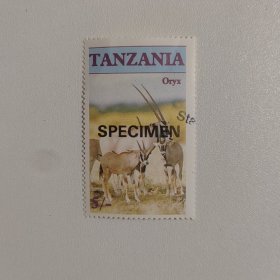 TANZANIA
Oryx
SPECIMEN